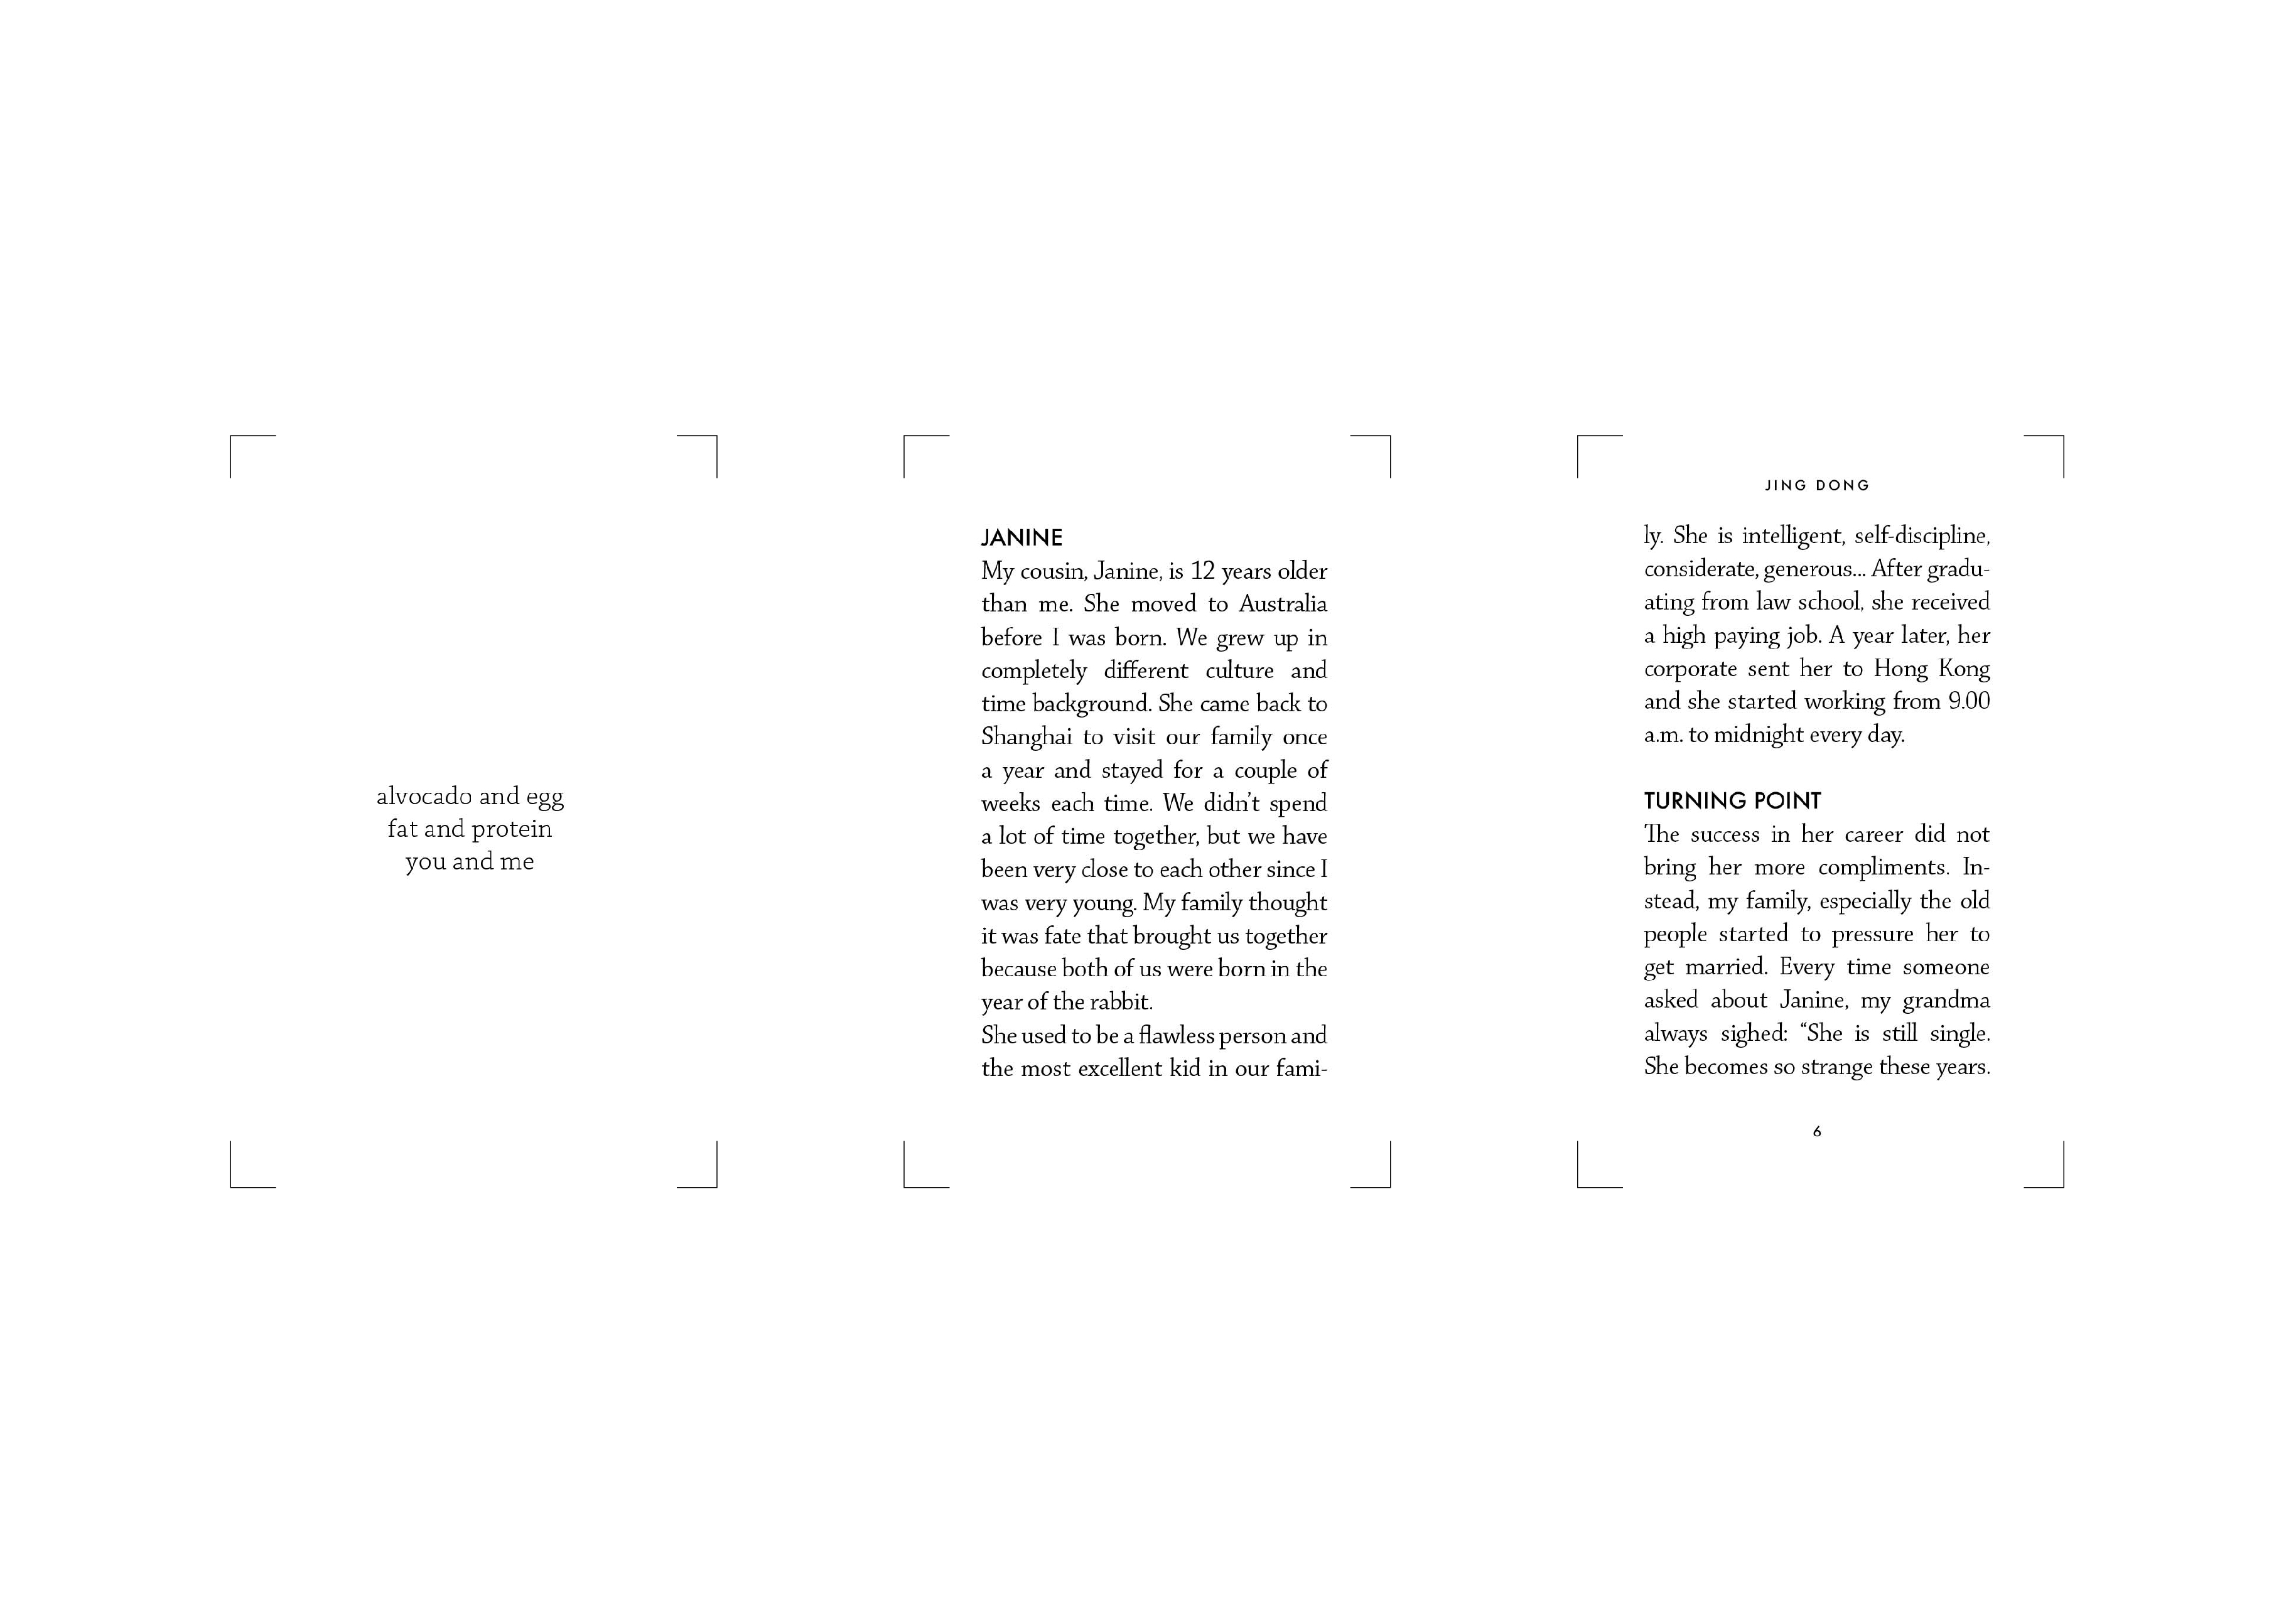 alvocado and egg
fat and protein
you and me
JANINE
My cousin, Janine, is 12 years older
than me. She moved to Australia
before I was born. We grew up in
completely different culture and
time background. She came back to
Shanghai to visit our family once
a year and stayed for a couple of
weeks each time. We didn’t spend
a lot of time together, but we have
been very close to each other since I
was very young. My family thought
it was fate that brought us together
because both of us were born in the
year of the rabbit.
She used to be a flawless person and
the most excellent kid in our fami-
JING DONG
ly. She is intelligent, self-discipline,
considerate, generous... After gradu-
ating from law school, she received
a high paying job. A year later, her
corporate sent her to Hong Kong
and she started working from 9.00
a.m. to midnight every day.
TURNING POINT
The success in her career did not
bring her more compliments. In-
stead, my family, especially the old
people started to pressure her to
get married. Every time someone
asked about Janine, my grandma
always sighed: “She is still single.
She becomes so strange these years.
6